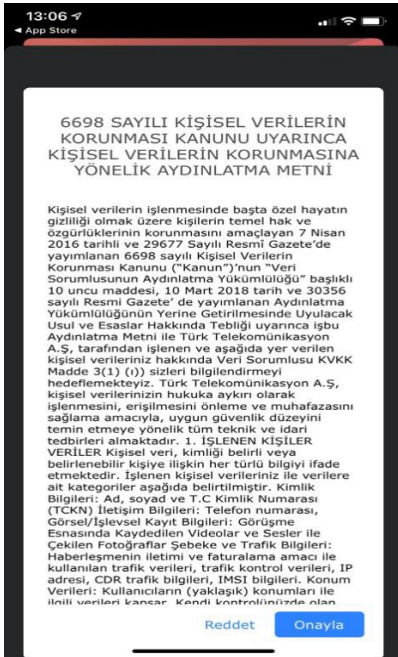 13:06
◄ App Store
6698 SAYILI KİŞİSEL VERİLERİN
KORUNMASI KANUNU UYARINCA
KİŞİSEL VERİLERİN KORUNMASINA
YÖNELİK AYDINLATMA METNİ
Kişisel verilerin işlenmesinde başta özel hayatın
gizliliği olmak üzere kişilerin temel hak ve
özgürlüklerinin korunmasını amaçlayan 7 Nisan
2016 tarihli ve 29677 Sayılı Resmî Gazete’de
yayımlanan 6698 sayılı Kişisel Verilerin
Korunması Kanunu (“Kanun”)’nun “Veri
Sorumlusunun Aydınlatma Yükümlülüğü” başlıklı
10 uncu maddesi, 10 Mart 2018 tarih ve 30356
sayılı Resmi Gazete’ de yayımlanan Aydınlatma
Yükümlülüğünün Yerine Getirilmesinde Uyulacak
Usul ve Esaslar Hakkında Tebliği uyarınca işbu
Aydınlatma Metni ile Türk Telekomünikasyon
A.Ş, tarafından işlenen ve aşağıda yer verilen
kişisel verileriniz hakkında Veri Sorumlusu KVKK
Madde 3(1) (ı)) sizleri bilgilendirmeyi
hedeflemekteyiz. Türk Telekomünikasyon A.Ş,
kişisel verilerinizin hukuka aykırı olarak
işlenmesini, erişilmesini önleme ve muhafazasını
sağlama amacıyla, uygun güvenlik düzeyini
temin etmeye yönelik tüm teknik ve idari
tedbirleri almaktadır. 1. İŞLENEN KİŞİLER
VERİLER Kişisel veri, kimliği belirli veya
belirlenebilir kişiye ilişkin her türlü bilgiyi ifade
etmektedir. İşlenen kişisel verileriniz ile verilere
ait kategoriler aşağıda belirtilmiştir. Kimlik
Bilgileri: Ad, soyad ve T.C Kimlik Numarası
(TCKN) İletişim Bilgileri: Telefon numarası,
Görsel/İşlevsel Kayıt Bilgileri: Görüşme
Esnasında Kaydedilen Videolar ve Sesler ile
Çekilen Fotoğraflar Şebeke ve Trafik Bilgileri:
Haberleşmenin iletimi ve faturalama amacı ile
kullanılan trafik verileri, trafik kontrol verileri, IP
adresi, CDR trafik bilgileri, IMSI bilgileri. Konum
Verileri: Kullanıcıların (yaklaşık) konumları ile
ilgili verileri kapsar. Kendi kontrolünüzde olan
Reddet
Onayla